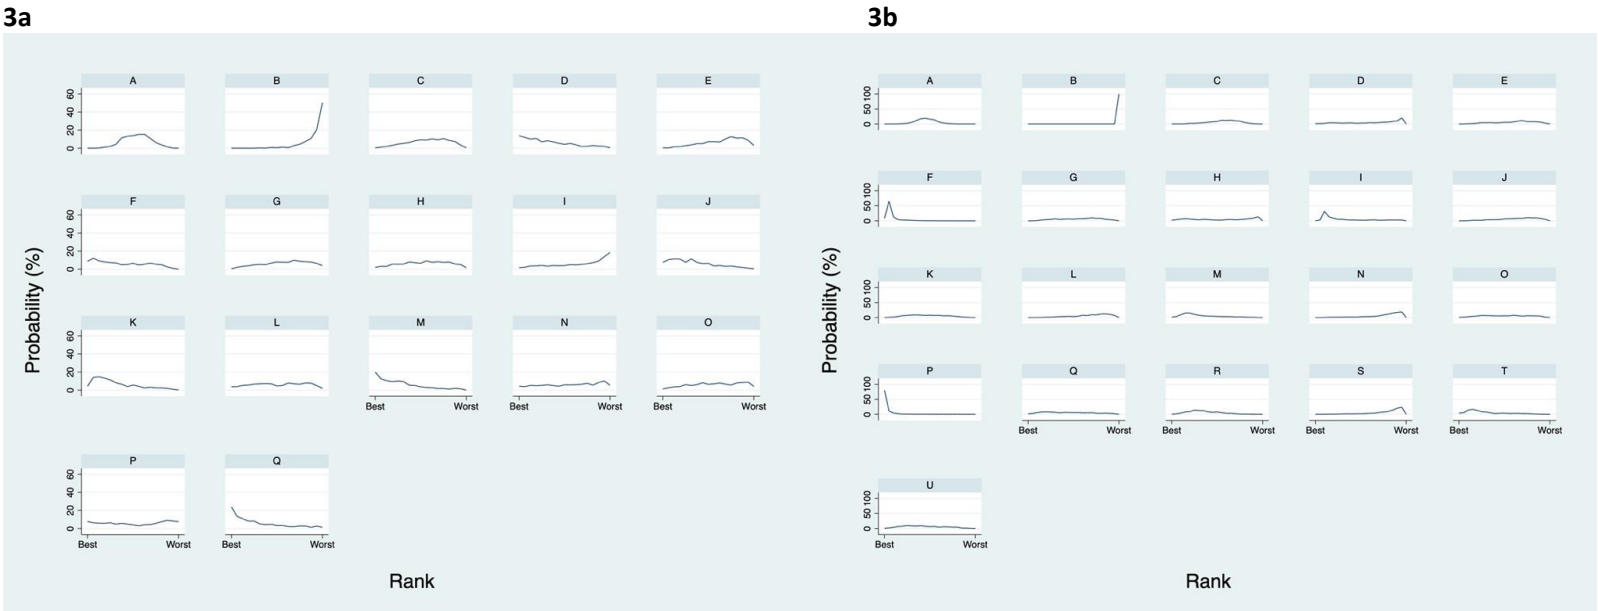 3a
3b
A B C D E
0 20 40 60
F G H I J
0 20 40 60
K L M N O
0 20 40 60
Best Worst Best Worst Best Worst
P Q
0 20 40 60
Best Worst Best Worst
Probability (%)
Rank
A B C D E
0 50 100
F G H I J
0 50 100
K L M N O
0 50 100
P Q R S T
0 50 100
Best Worst Best Worst Best Worst Best Worst
U
0 50 100
Best Worst
Probability (%)
Rank